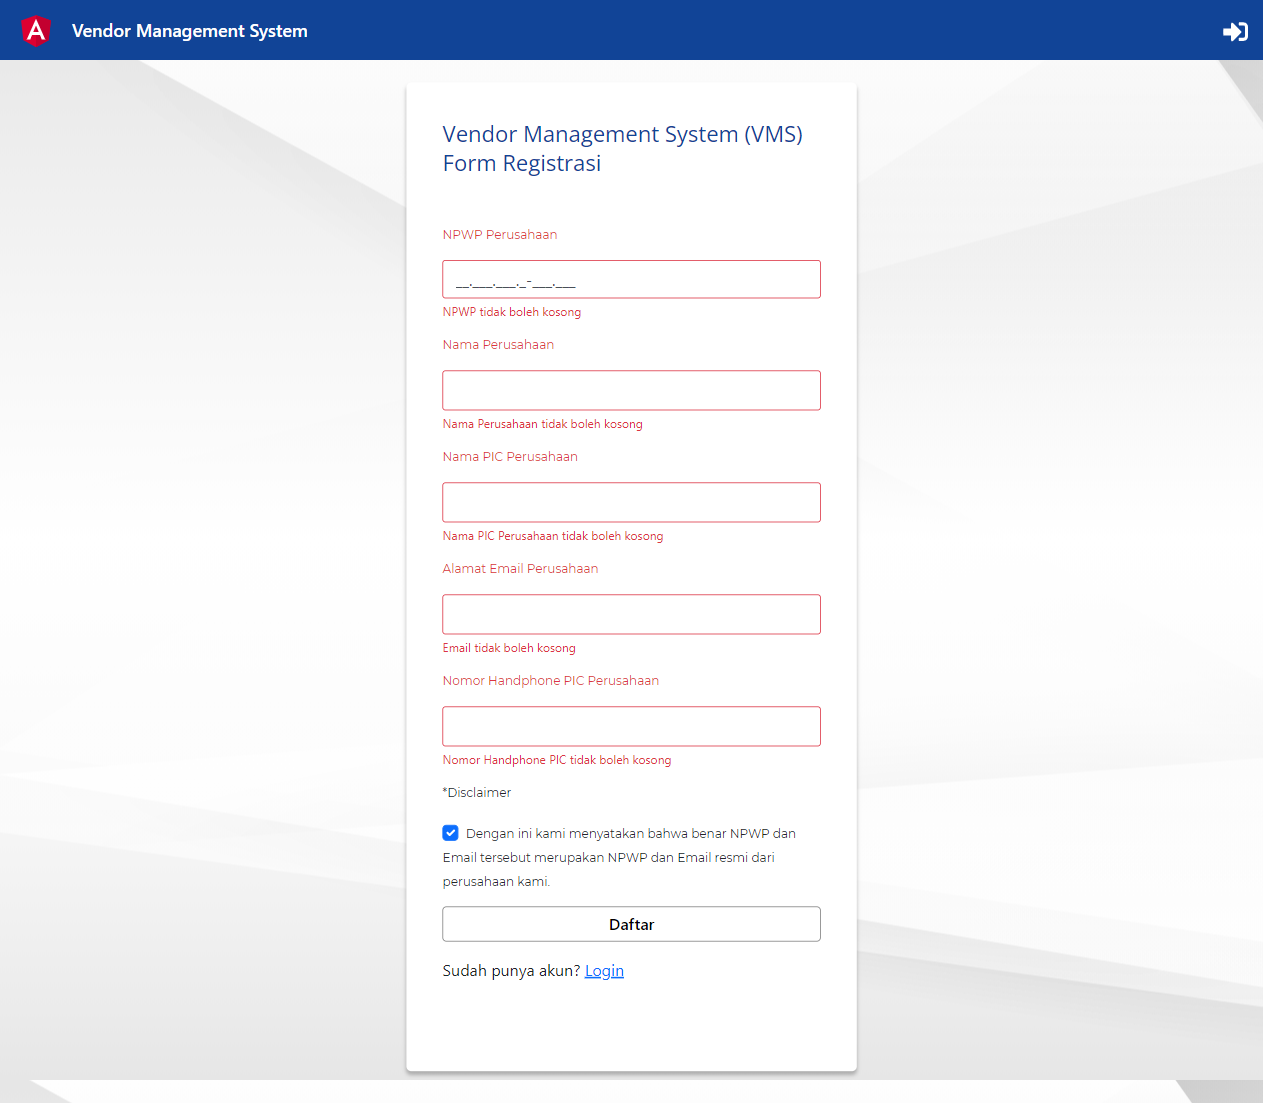 Vendor Management System
Vendor Management System (VMS)
Form Registrasi
NPWP Perusahaan
__.___.___._-___.___
NPWP tidak boleh kosong
Nama Perusahaan
Nama Perusahaan tidak boleh kosong
Nama PIC Perusahaan
Nama PIC Perusahaan tidak boleh kosong
Alamat Email Perusahaan
Email tidak boleh kosong
Nomor Handphone PIC Perusahaan
Nomor Handphone PIC tidak boleh kosong
*Disclaimer
Dengan ini kami menyatakan bahwa benar NPWP dan
Email tersebut merupakan NPWP dan Email resmi dari
perusahaan kami.
Daftar
Sudah punya akun? Login